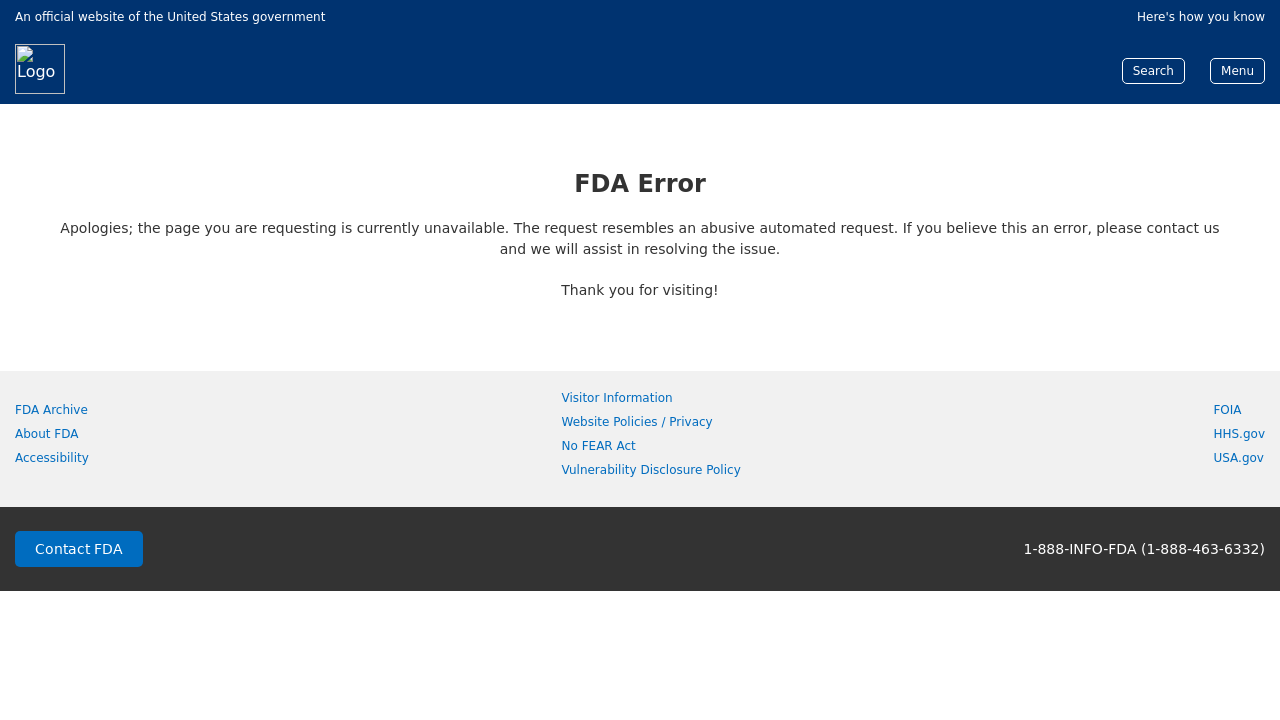 An official website of the United States government
Here's how you know
Logo
Search
Menu
FDA Error
Apologies; the page you are requesting is currently unavailable. The request resembles an abusive automated request. If you believe this an error, please contact us
and we will assist in resolving the issue.
Thank you for visiting!
FDA Archive
About FDA
Accessibility
Visitor Information
Website Policies / Privacy
No FEAR Act
Vulnerability Disclosure Policy
FOIA
HHS.gov
USA.gov
Contact FDA
1-888-INFO-FDA (1-888-463-6332)